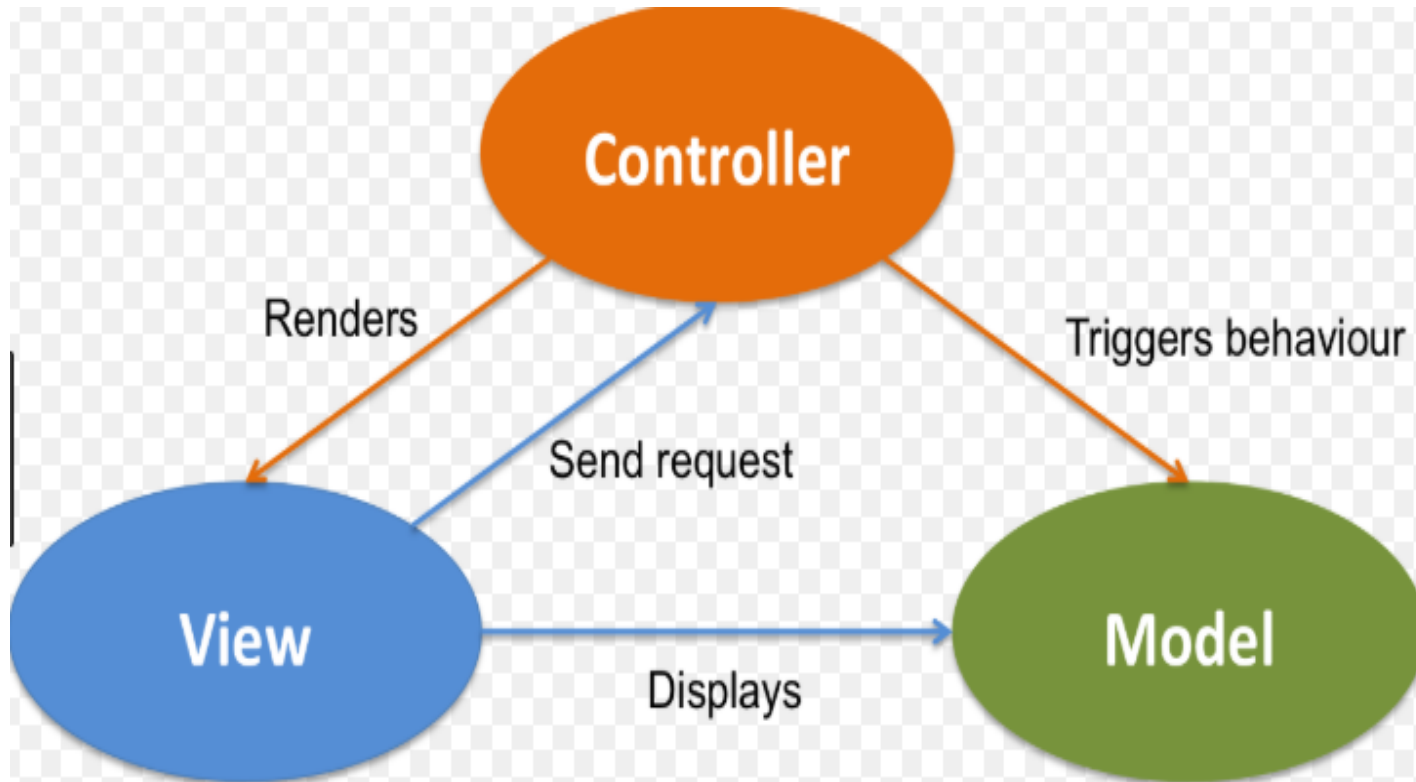 Controller
Renders
Triggers behaviour
Send request
View
Model
Displays